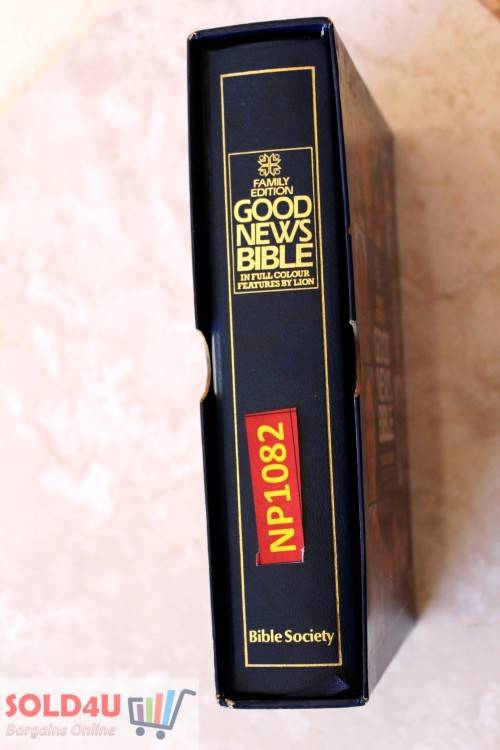 FAMILY
EDITION
GOOD
NEWS
BIBLE
IN FULL COLOUR
FEATURES BY LION
NP1082
Bible Society
SOLD4U
Bargains Online